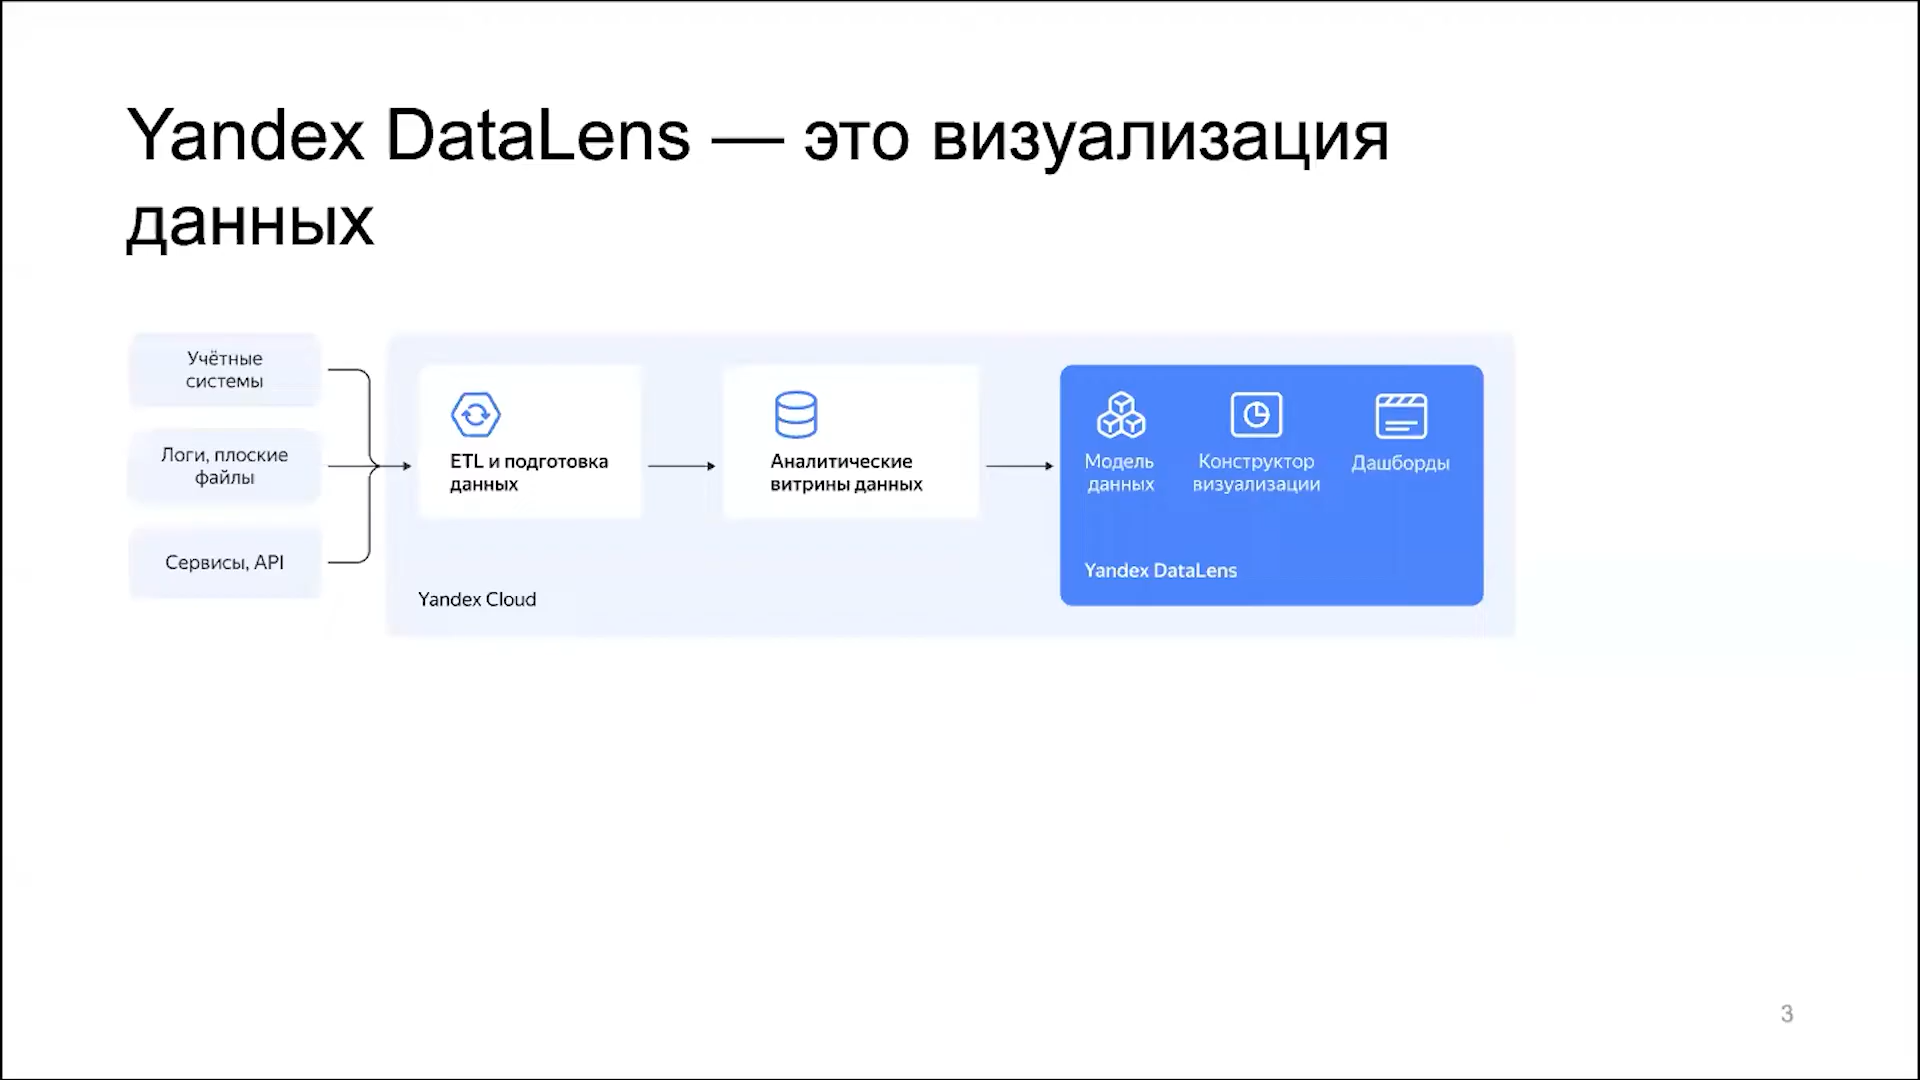 Yandex DataLens — это визуализация
данных
Учётные
системы
Логи, плоские
файлы
Сервисы, API
ETL и подготовка
данных
Аналитические
витрины данных
Yandex Cloud
Модель
данных
Конструктор
визуализации
Дашборды
Yandex DataLens
3